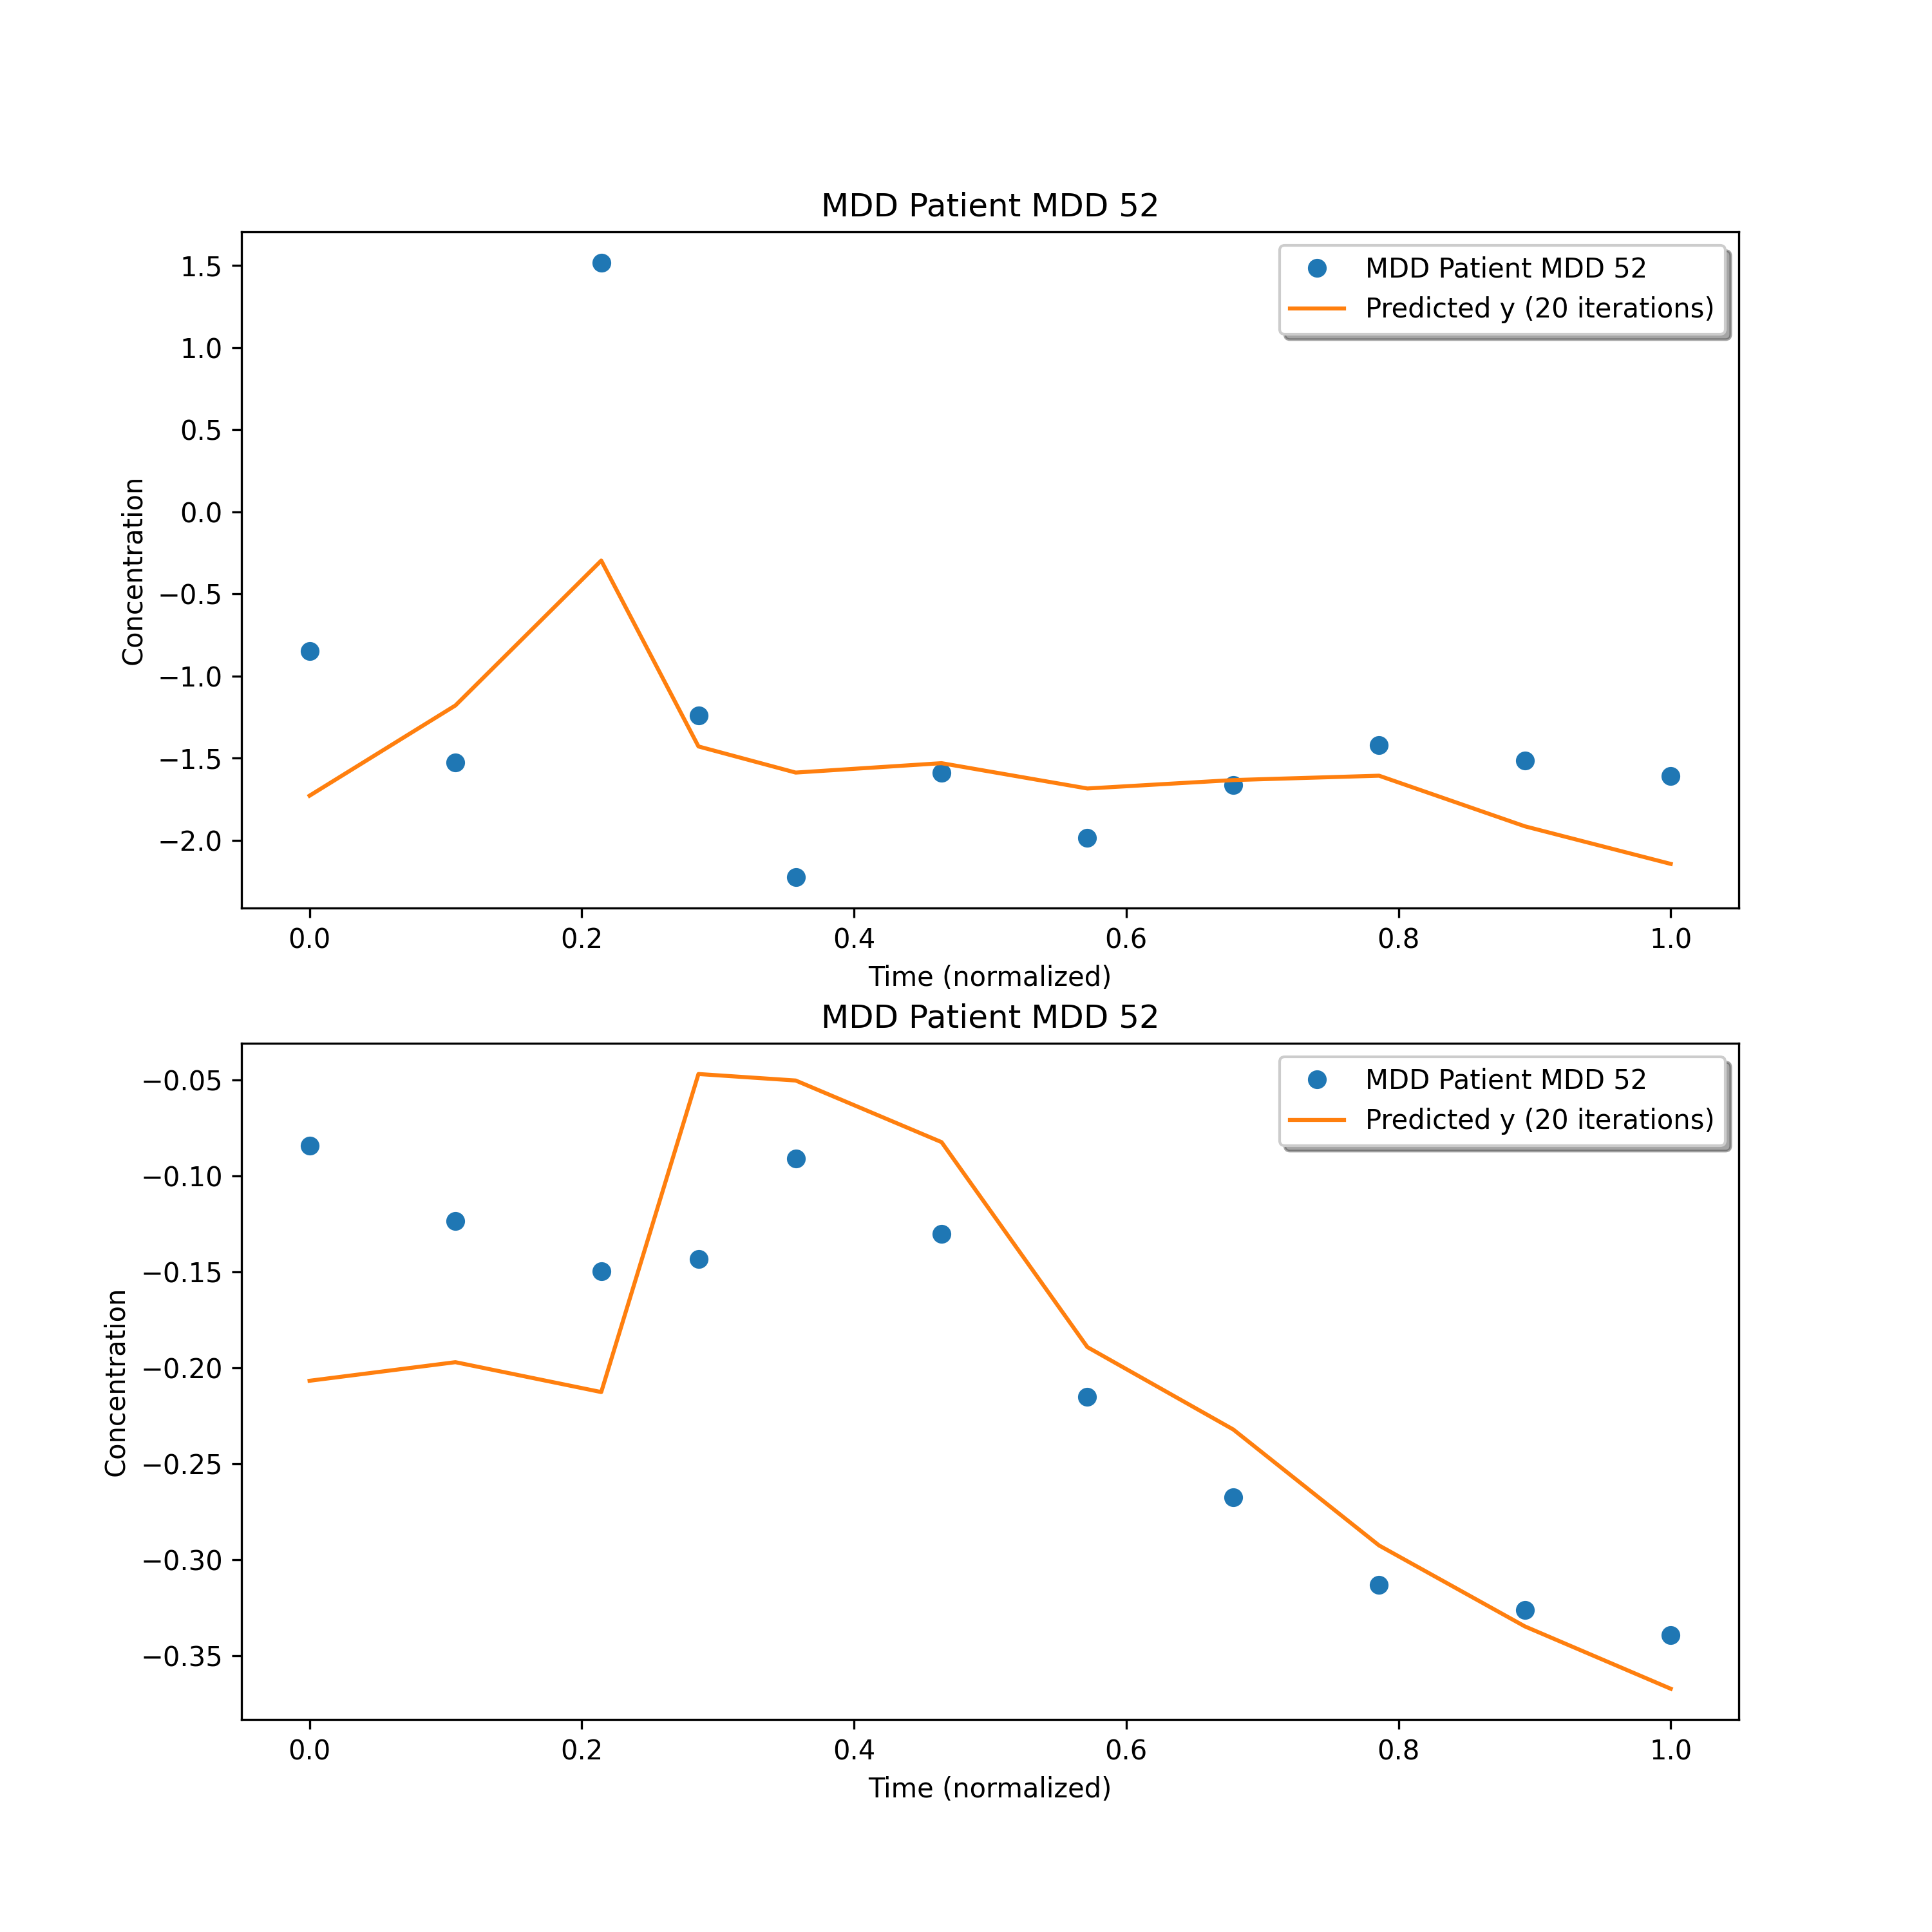 MDD Patient MDD 52
MDD Patient MDD 52
Predicted y (20 iterations)
1.5
1.0
0.5
0.0
−0.5
−1.0
−1.5
−2.0
Concentration
0.0 0.2 0.4 0.6 0.8 1.0
Time (normalized)
MDD Patient MDD 52
MDD Patient MDD 52
Predicted y (20 iterations)
−0.05
−0.10
−0.15
−0.20
−0.25
−0.30
−0.35
Concentration
0.0 0.2 0.4 0.6 0.8 1.0
Time (normalized)